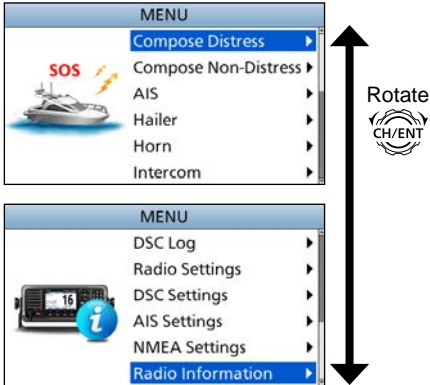 MENU
Compose Distress
SOS
Compose Non-Distress
AIS
Hailer
Horn
Intercom
Rotate
CH/ENT
MENU
DSC Log
Radio Settings
DSC Settings
16
AIS Settings
NMEA Settings
Radio Information